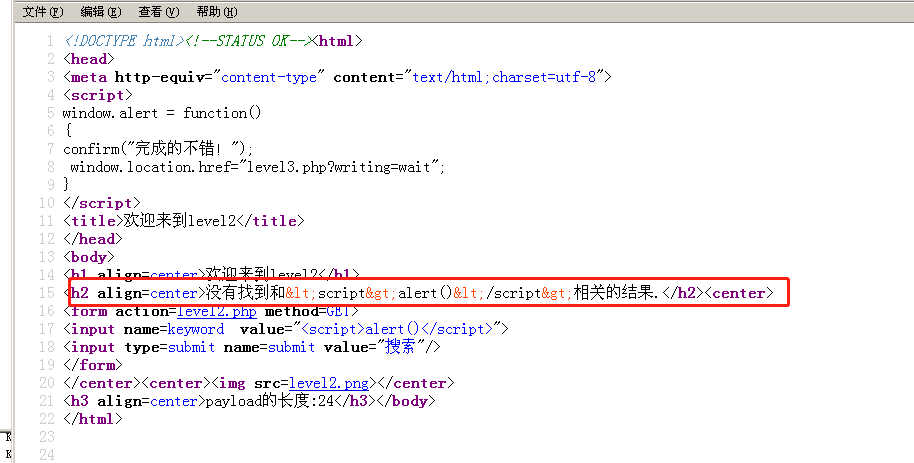 文件(F) 编辑(E) 查看(V) 帮助(H)
1 <!DOCTYPE html><!--STATUS OK--><html>
2 <head>
3 <meta http-equiv="content-type" content="text/html;charset=utf-8">
4 <script>
5 window.alert = function()
6 {
7 confirm("完成的不错！");
8  window.location.href="level3.php?writing=wait";
9 }
10 </script>
11 <title>欢迎来到level2</title>
12 </head>
13 <body>
14 <h1 align=center>欢迎来到level2</h1>
15 <h2 align=center>没有找到和&lt;script&gt;alert()&lt;/script&gt;相关的结果.</h2><center>
16 <form action=level2.php method=GET>
17 <input name=keyword  value="<script>alert()</script>">
18 <input type=submit name=submit value="搜索"/>
19 </form>
20 </center><center><img src=level2.png></center>
21 <h3 align=center>payload的长度:24</h3></body>
22 </html>
23
24
K
K